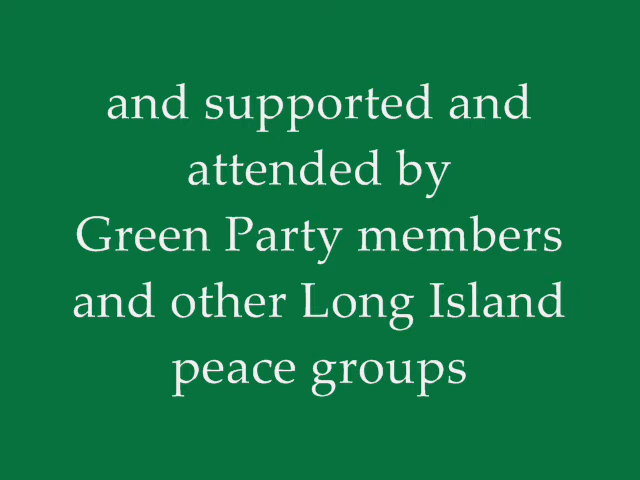 and supported and
attended by
Green Party members
and other Long Island
peace groups